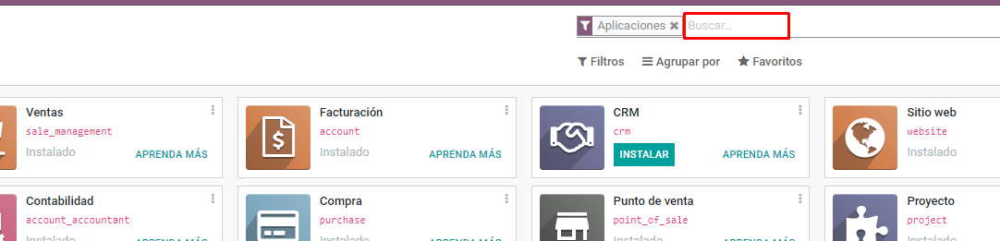 Aplicaciones ✖ Buscar...
Filtros Agrupar por Favoritos
Ventas
sale_management
Instalado APRENDA MÁS
Facturación
account
Instalado APRENDA MÁS
CRM
crm
INSTALAR APRENDA MÁS
Sitio web
website
Instalado
Contabilidad
account_accountant
Instalado APRENDA MÁS
Compra
purchase
Instalado APRENDA MÁS
Punto de venta
point_of_sale
Instalado APRENDA MÁS
Proyecto
project
Instalado